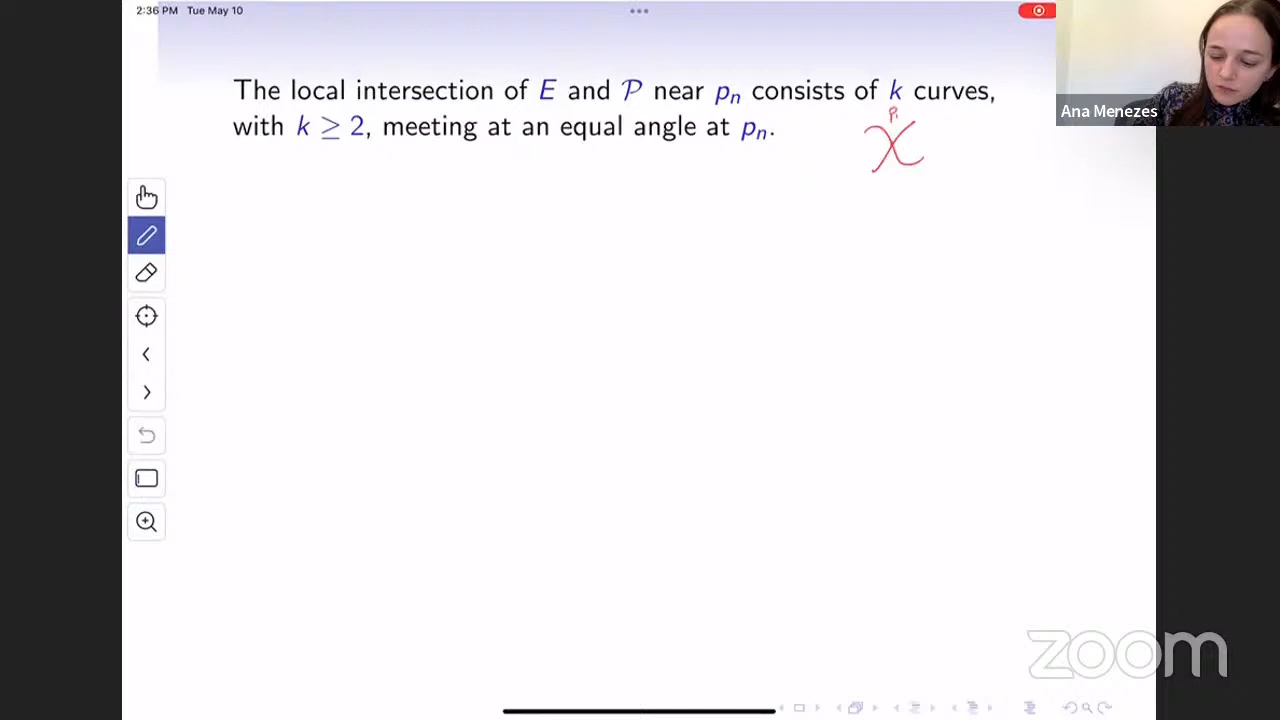 2:36 PM Tue May 10
The local intersection of E and 𝒫 near pₙ consists of k curves,
with k ≥ 2, meeting at an equal angle at pₙ.
Ana Menezes
zoom